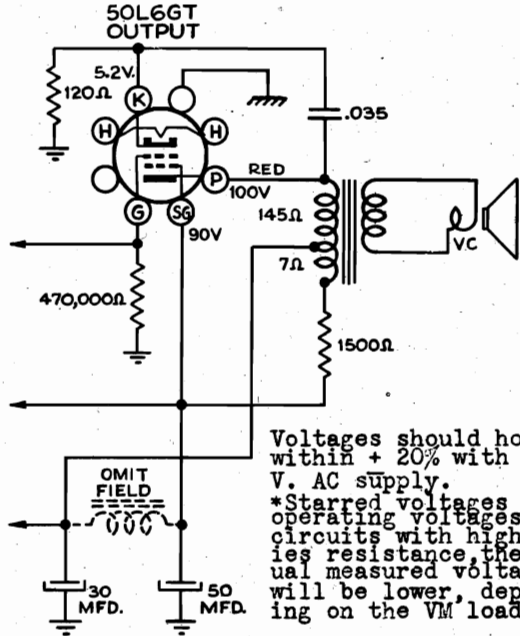 50L6GT
OUTPUT
5.2V.
120Ω
K
H
H
.035
P
RED
100V
G
SG
90V
145Ω
7Ω
V.C
470,000Ω
1500Ω
OMIT
FIELD
30
MFD.
50
MFD.
Voltages should ho
within ± 20% with
V. AC supply.
*Starred voltages
operating voltages
circuits with high
ies resistance, the
ual measured volta
will be lower, dep
ing on the VM load